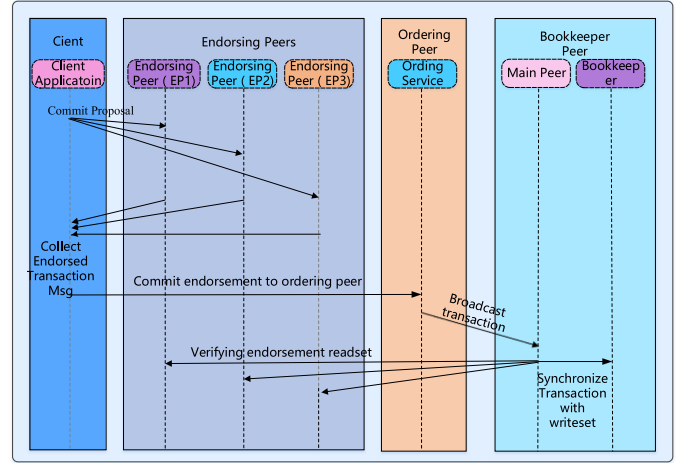 Cient
Endorsing Peers
Ordering
Peer
Bookkeeper
Peer
Client
Applicatoin
Endorsing
Peer ( EP1)
Endorsing
Peer ( EP2)
Endorsing
Peer ( EP3)
Ording
Service
Main Peer
Bookkeep
er
Commit Proposal
Collect
Endorsed
Transaction
Msg
Commit endorsement to ordering peer
Broadcast
transaction
Verifying endorsement readset
Synchronize
Transaction
with
writeset